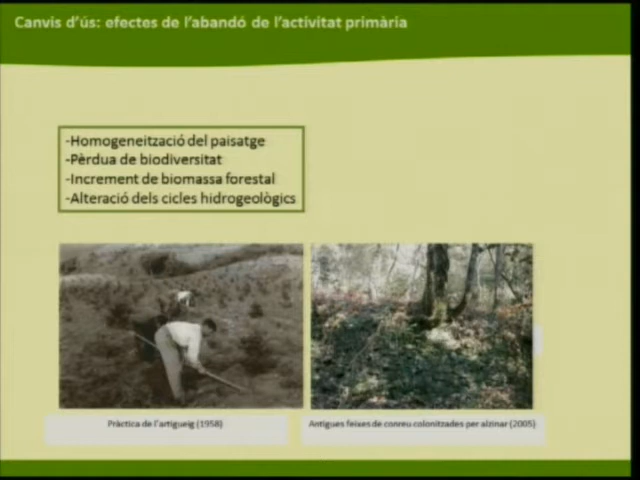 Canvis d'ús: efectes de l'abandó de l'activitat primària
-Homogeneització del paisatge
-Pèrdua de biodiversitat
-Increment de biomassa forestal
-Alteració dels cicles hidrogeològics
Pràctica de l'artigueig (1958)
Antigues feixes de conreu colonitzades per alzinar (2005)